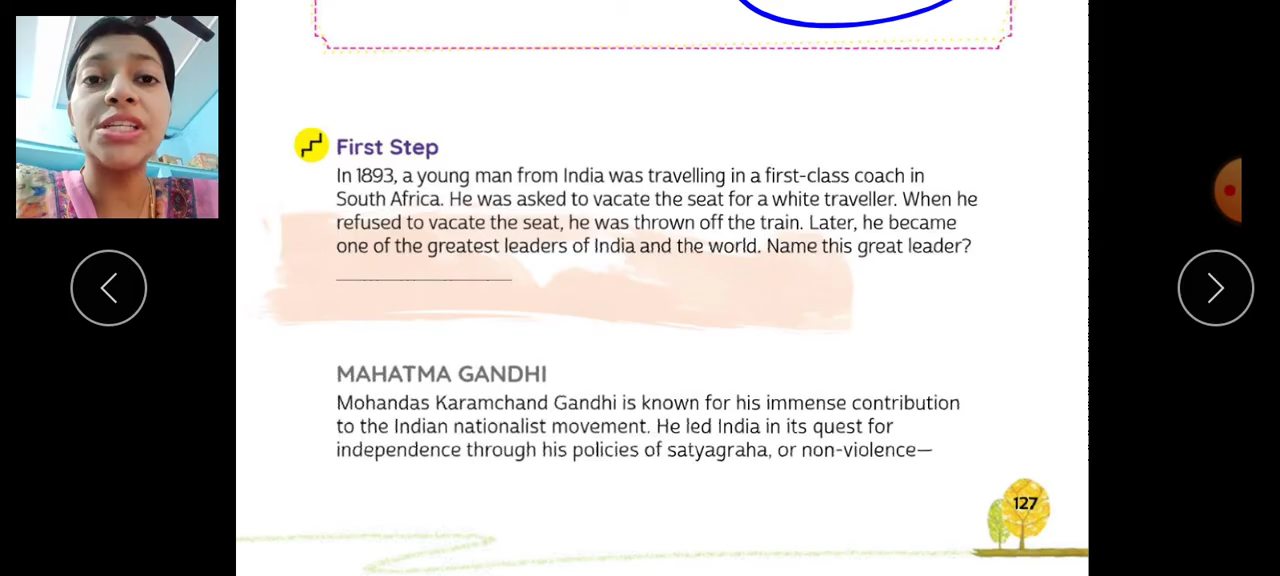 First Step
In 1893, a young man from India was travelling in a first-class coach in
South Africa. He was asked to vacate the seat for a white traveller. When he
refused to vacate the seat, he was thrown off the train. Later, he became
one of the greatest leaders of India and the world. Name this great leader?
MAHATMA GANDHI
Mohandas Karamchand Gandhi is known for his immense contribution
to the Indian nationalist movement. He led India in its quest for
independence through his policies of satyagraha, or non-violence—
127